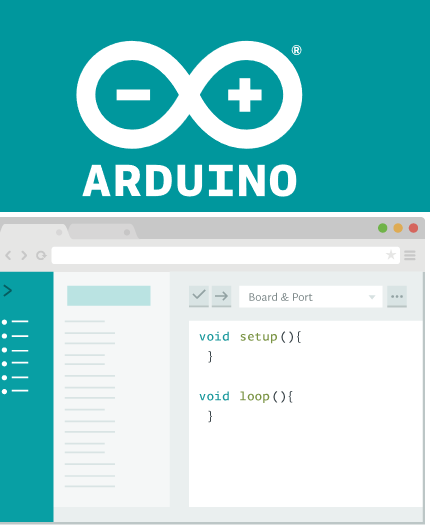 ®
ARDUINO
Board & Port
void setup(){
}
void loop(){
}